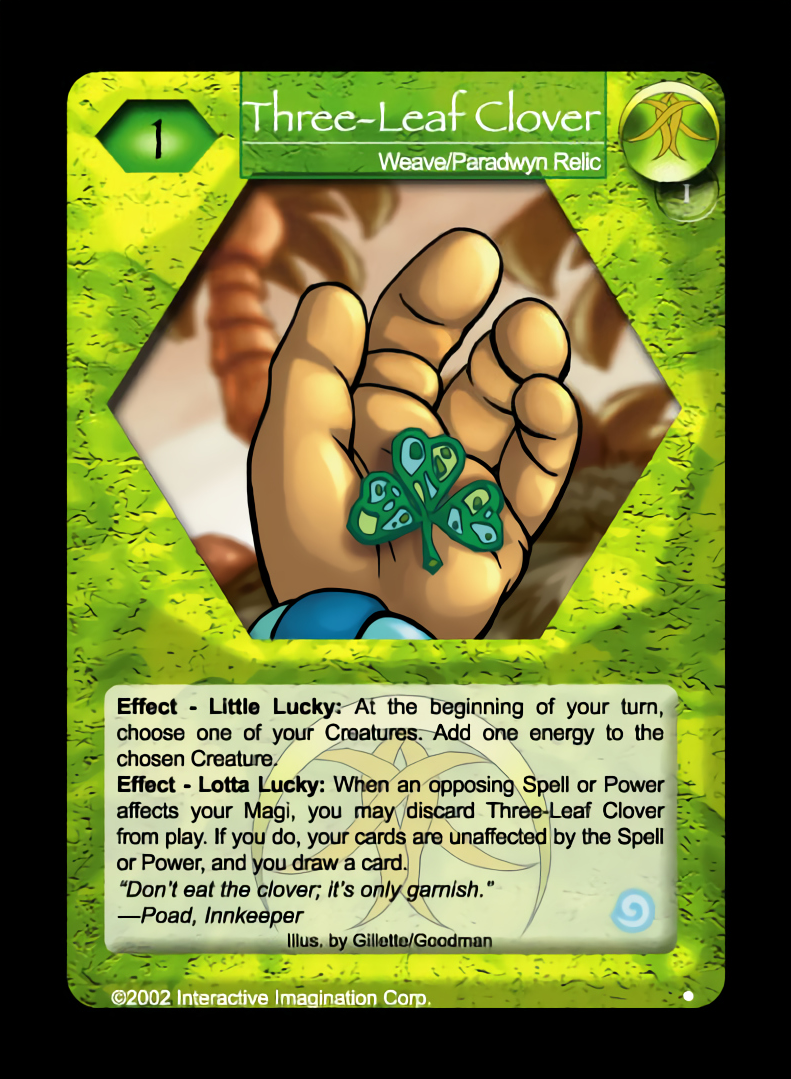 1
Three-Leaf Clover
Weave/Paradwyn Relic
I
Effect - Little Lucky: At the beginning of your turn,
choose one of your Creatures. Add one energy to the
chosen Creature.
Effect - Lotta Lucky: When an opposing Spell or Power
affects your Magi, you may discard Three-Leaf Clover
from play. If you do, your cards are unaffected by the Spell
or Power, and you draw a card.
“Don't eat the clover; it's only garnish.”
—Poad, Innkeeper
Illus. by Gillette/Goodman
©2002 Interactive Imagination Corp.